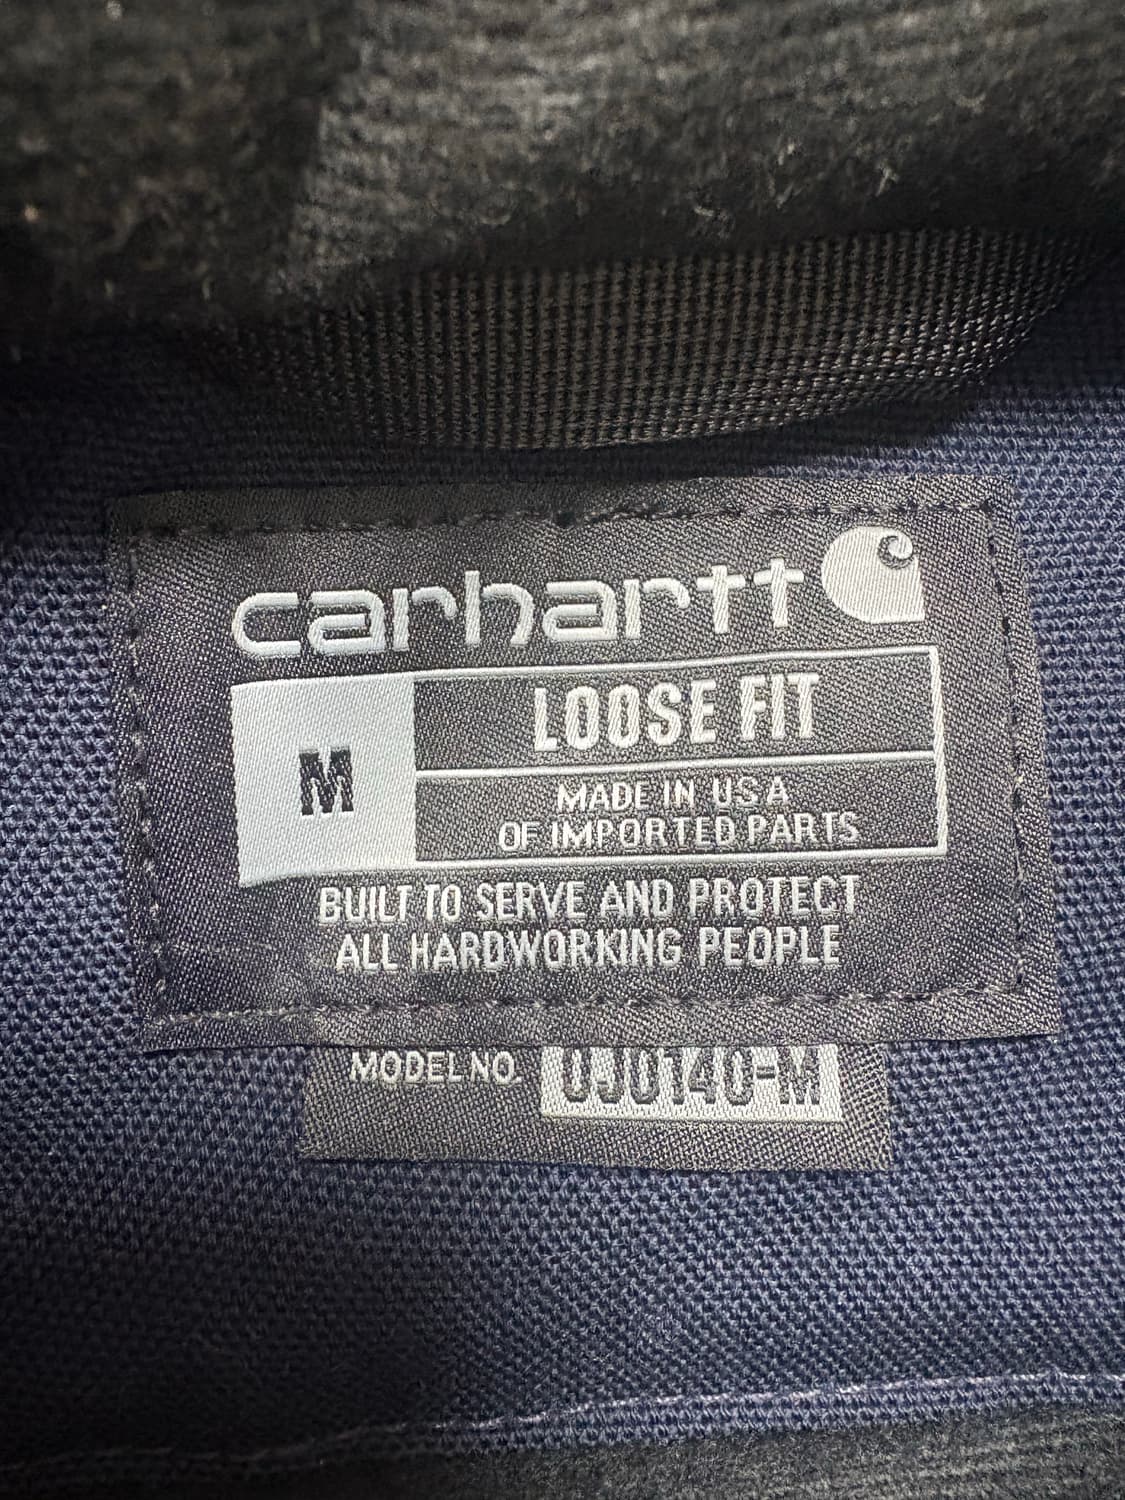 carhartt
M
LOOSE FIT
MADE IN USA
OF IMPORTED PARTS
BUILT TO SERVE AND PROTECT
ALL HARDWORKING PEOPLE
MODEL NO. 0J0140-M